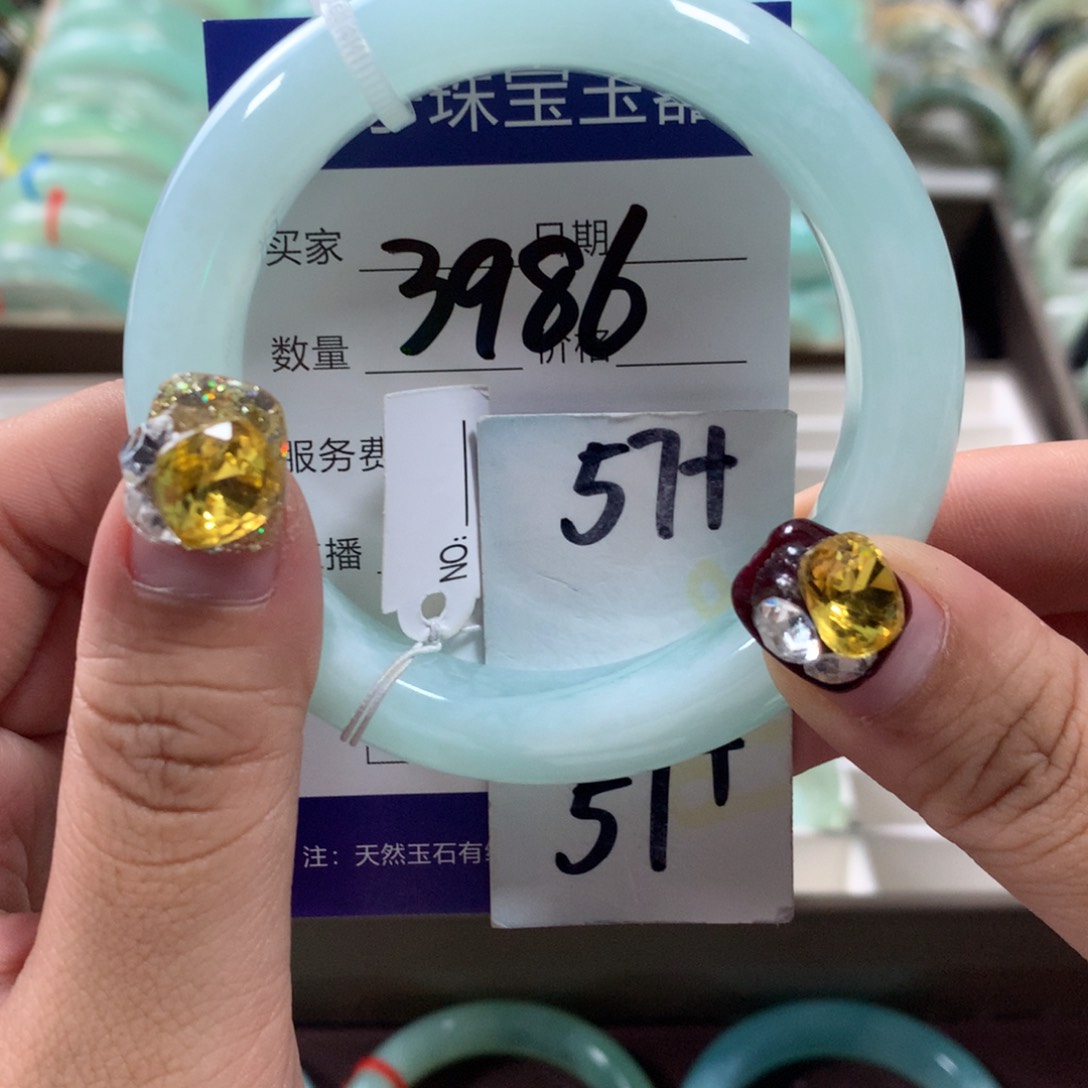 珠宝玉器
买家 日期
3986
数量 价格
服务费
57+
播
NO:
注：天然玉石有